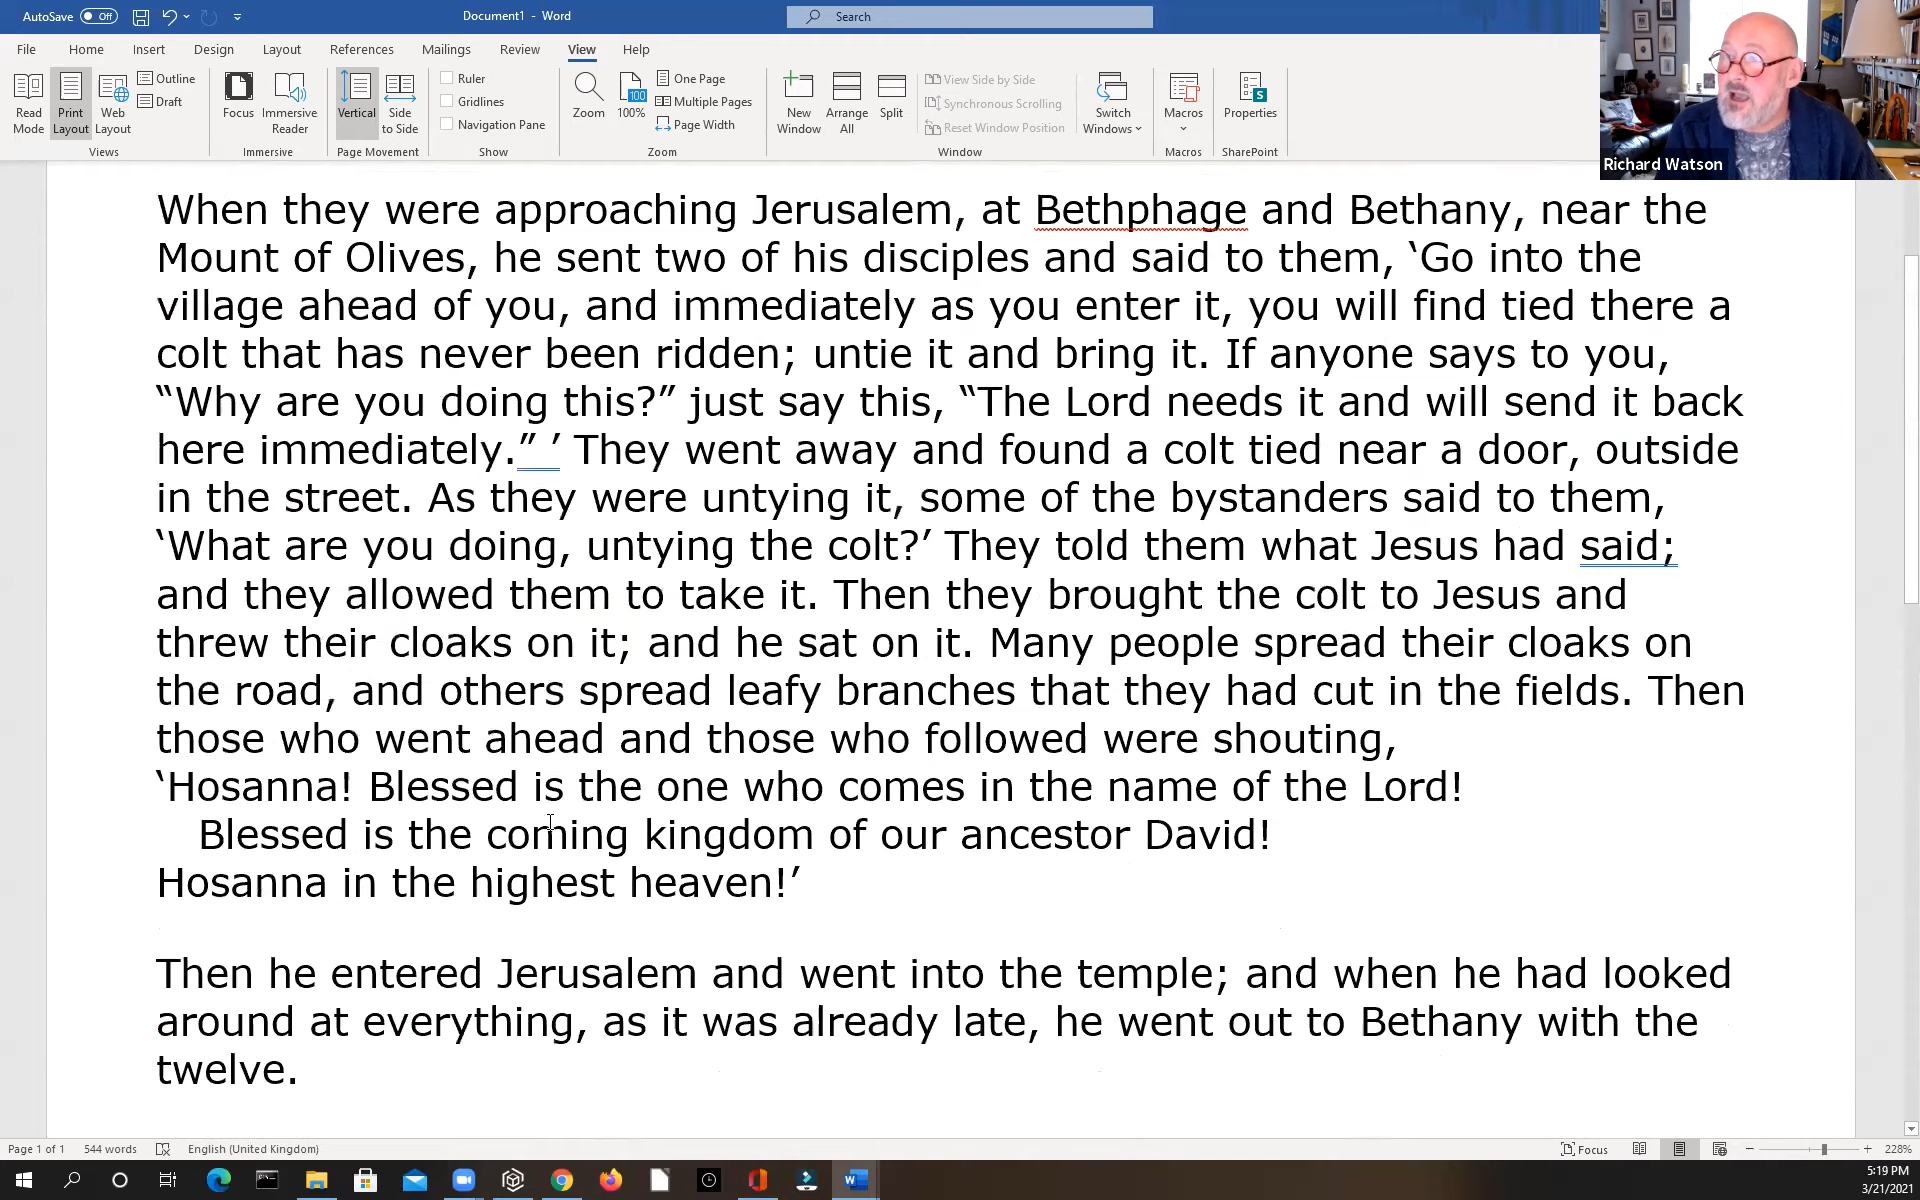 AutoSave Off
Document1 - Word
Search
File Home Insert Design Layout References Mailings Review View Help
Read Mode
Print Layout
Web Layout
Outline
Draft
Views
Focus
Immersive Reader
Immersive
Vertical
Side to Side
Page Movement
Ruler
Gridlines
Navigation Pane
Show
Zoom
100
100%
One Page
Multiple Pages
Page Width
Zoom
New Window
Arrange All
Split
View Side by Side
Synchronous Scrolling
Reset Window Position
Switch Windows
Window
Macros
Macros
S
Properties
SharePoint
Richard Watson
When they were approaching Jerusalem, at Bethphage and Bethany, near the
Mount of Olives, he sent two of his disciples and said to them, ‘Go into the
village ahead of you, and immediately as you enter it, you will find tied there a
colt that has never been ridden; untie it and bring it. If anyone says to you,
“Why are you doing this?” just say this, “The Lord needs it and will send it back
here immediately.” ’ They went away and found a colt tied near a door, outside
in the street. As they were untying it, some of the bystanders said to them,
‘What are you doing, untying the colt?’ They told them what Jesus had said;
and they allowed them to take it. Then they brought the colt to Jesus and
threw their cloaks on it; and he sat on it. Many people spread their cloaks on
the road, and others spread leafy branches that they had cut in the fields. Then
those who went ahead and those who followed were shouting,
‘Hosanna! Blessed is the one who comes in the name of the Lord!
Blessed is the coming kingdom of our ancestor David!
Hosanna in the highest heaven!’
Then he entered Jerusalem and went into the temple; and when he had looked
around at everything, as it was already late, he went out to Bethany with the
twelve.
Page 1 of 1 544 words English (United Kingdom) Focus 228%
5:19 PM
3/21/2021